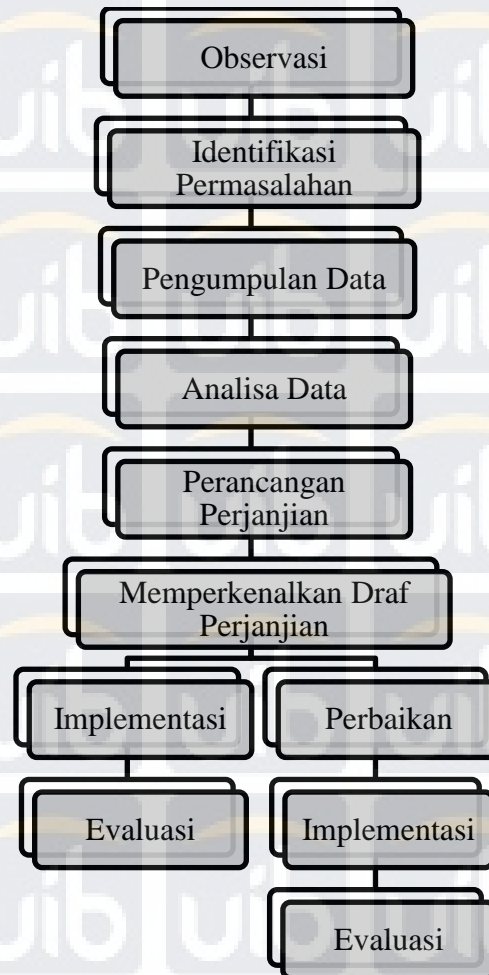 Observasi
Identifikasi
Permasalahan
Pengumpulan Data
Analisa Data
Perancangan
Perjanjian
Memperkenalkan Draf
Perjanjian
Implementasi
Perbaikan
Evaluasi
Implementasi
Evaluasi